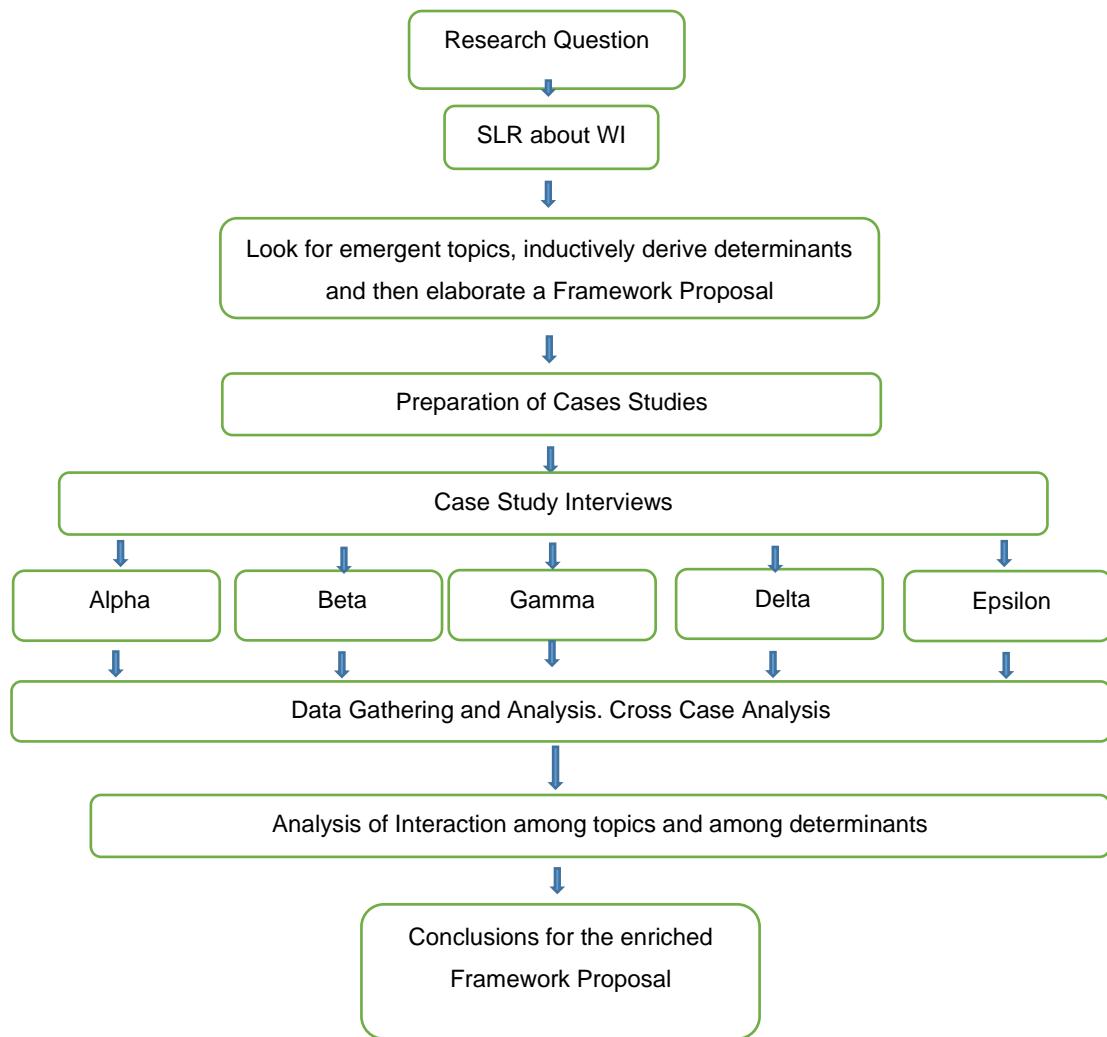 Research Question
SLR about WI
Look for emergent topics, inductively derive determinants
and then elaborate a Framework Proposal
Preparation of Cases Studies
Case Study Interviews
Alpha
Beta
Gamma
Delta
Epsilon
Data Gathering and Analysis. Cross Case Analysis
Analysis of Interaction among topics and among determinants
Conclusions for the enriched
Framework Proposal